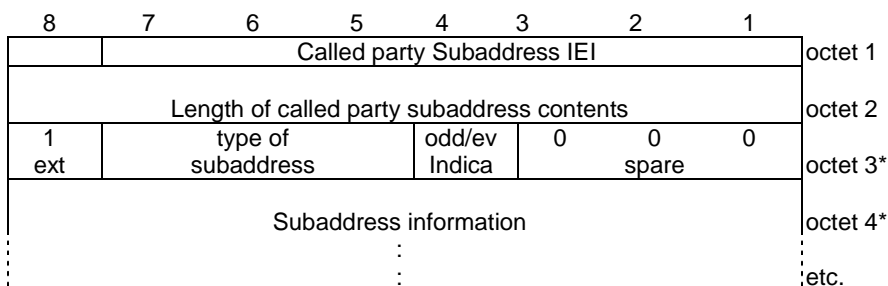 8 7 6 5 4 3 2 1
Called party Subaddress IEI octet 1
Length of called party subaddress contents octet 2
1 type of odd/ev 0 0 0
ext subaddress Indica spare octet 3*
Subaddress information octet 4*
:
: etc.